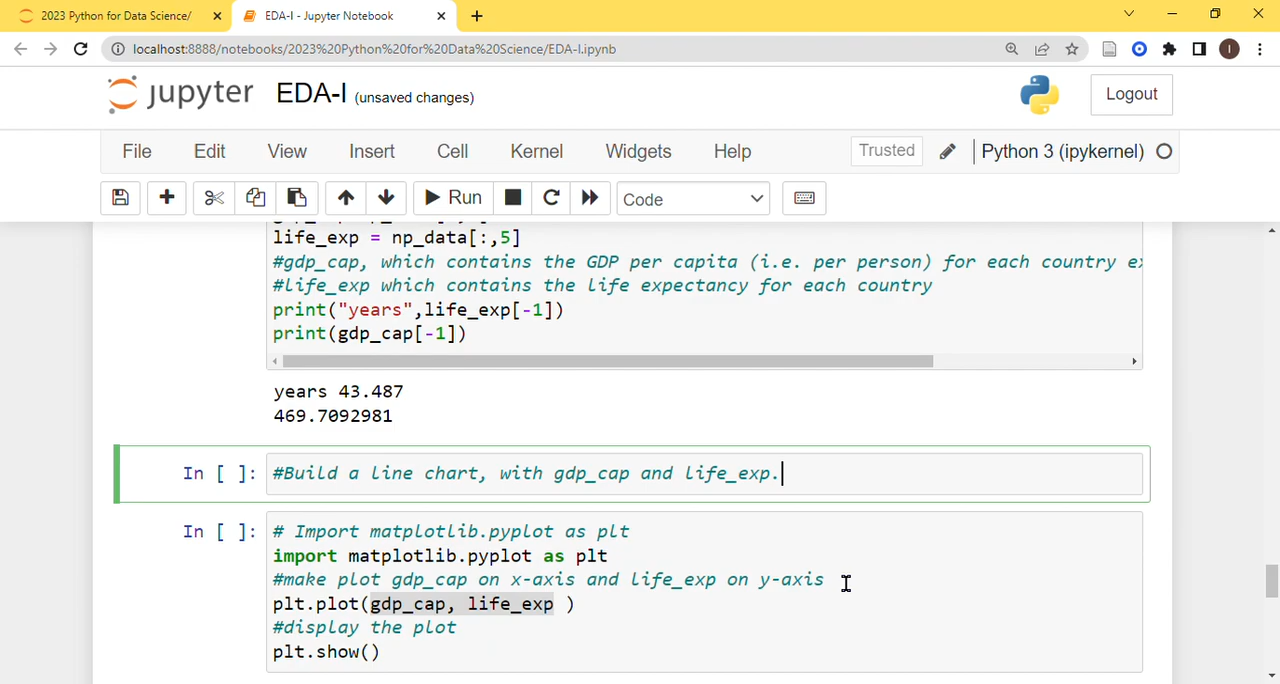 2023 Python for Data Science/
EDA-I - Jupyter Notebook
localhost:8888/notebooks/2023%20Python%20for%20Data%20Science/EDA-I.ipynb
I
jupyter EDA-I (unsaved changes)
Logout
File Edit View Insert Cell Kernel Widgets Help
Trusted
Python 3 (ipykernel)
Run
Code
life_exp = np_data[:,5]
#gdp_cap, which contains the GDP per capita (i.e. per person) for each country ex
#life_exp which contains the life expectancy for each country
print("years",life_exp[-1])
print(gdp_cap[-1])
years 43.487
469.7092981
In [ ]: #Build a line chart, with gdp_cap and life_exp.
In [ ]: # Import matplotlib.pyplot as plt
import matplotlib.pyplot as plt
#make plot gdp_cap on x-axis and life_exp on y-axis
plt.plot(gdp_cap, life_exp )
#display the plot
plt.show()